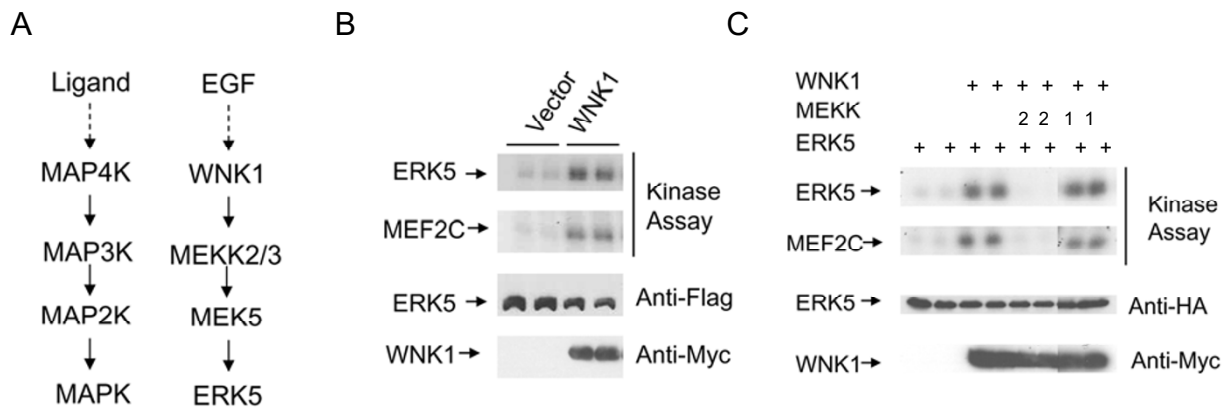 A
Ligand EGF
MAP4K WNK1
MAP3K MEKK2/3
MAP2K MEK5
MAPK ERK5
B
Vector WNK1
ERK5
MEF2C
Kinase
Assay
ERK5 Anti-Flag
WNK1 Anti-Myc
C
WNK1 + + + + + +
MEKK 2 2 1 1
ERK5 + + + + + + + +
ERK5
MEF2C
Kinase
Assay
ERK5 Anti-HA
WNK1 Anti-Myc